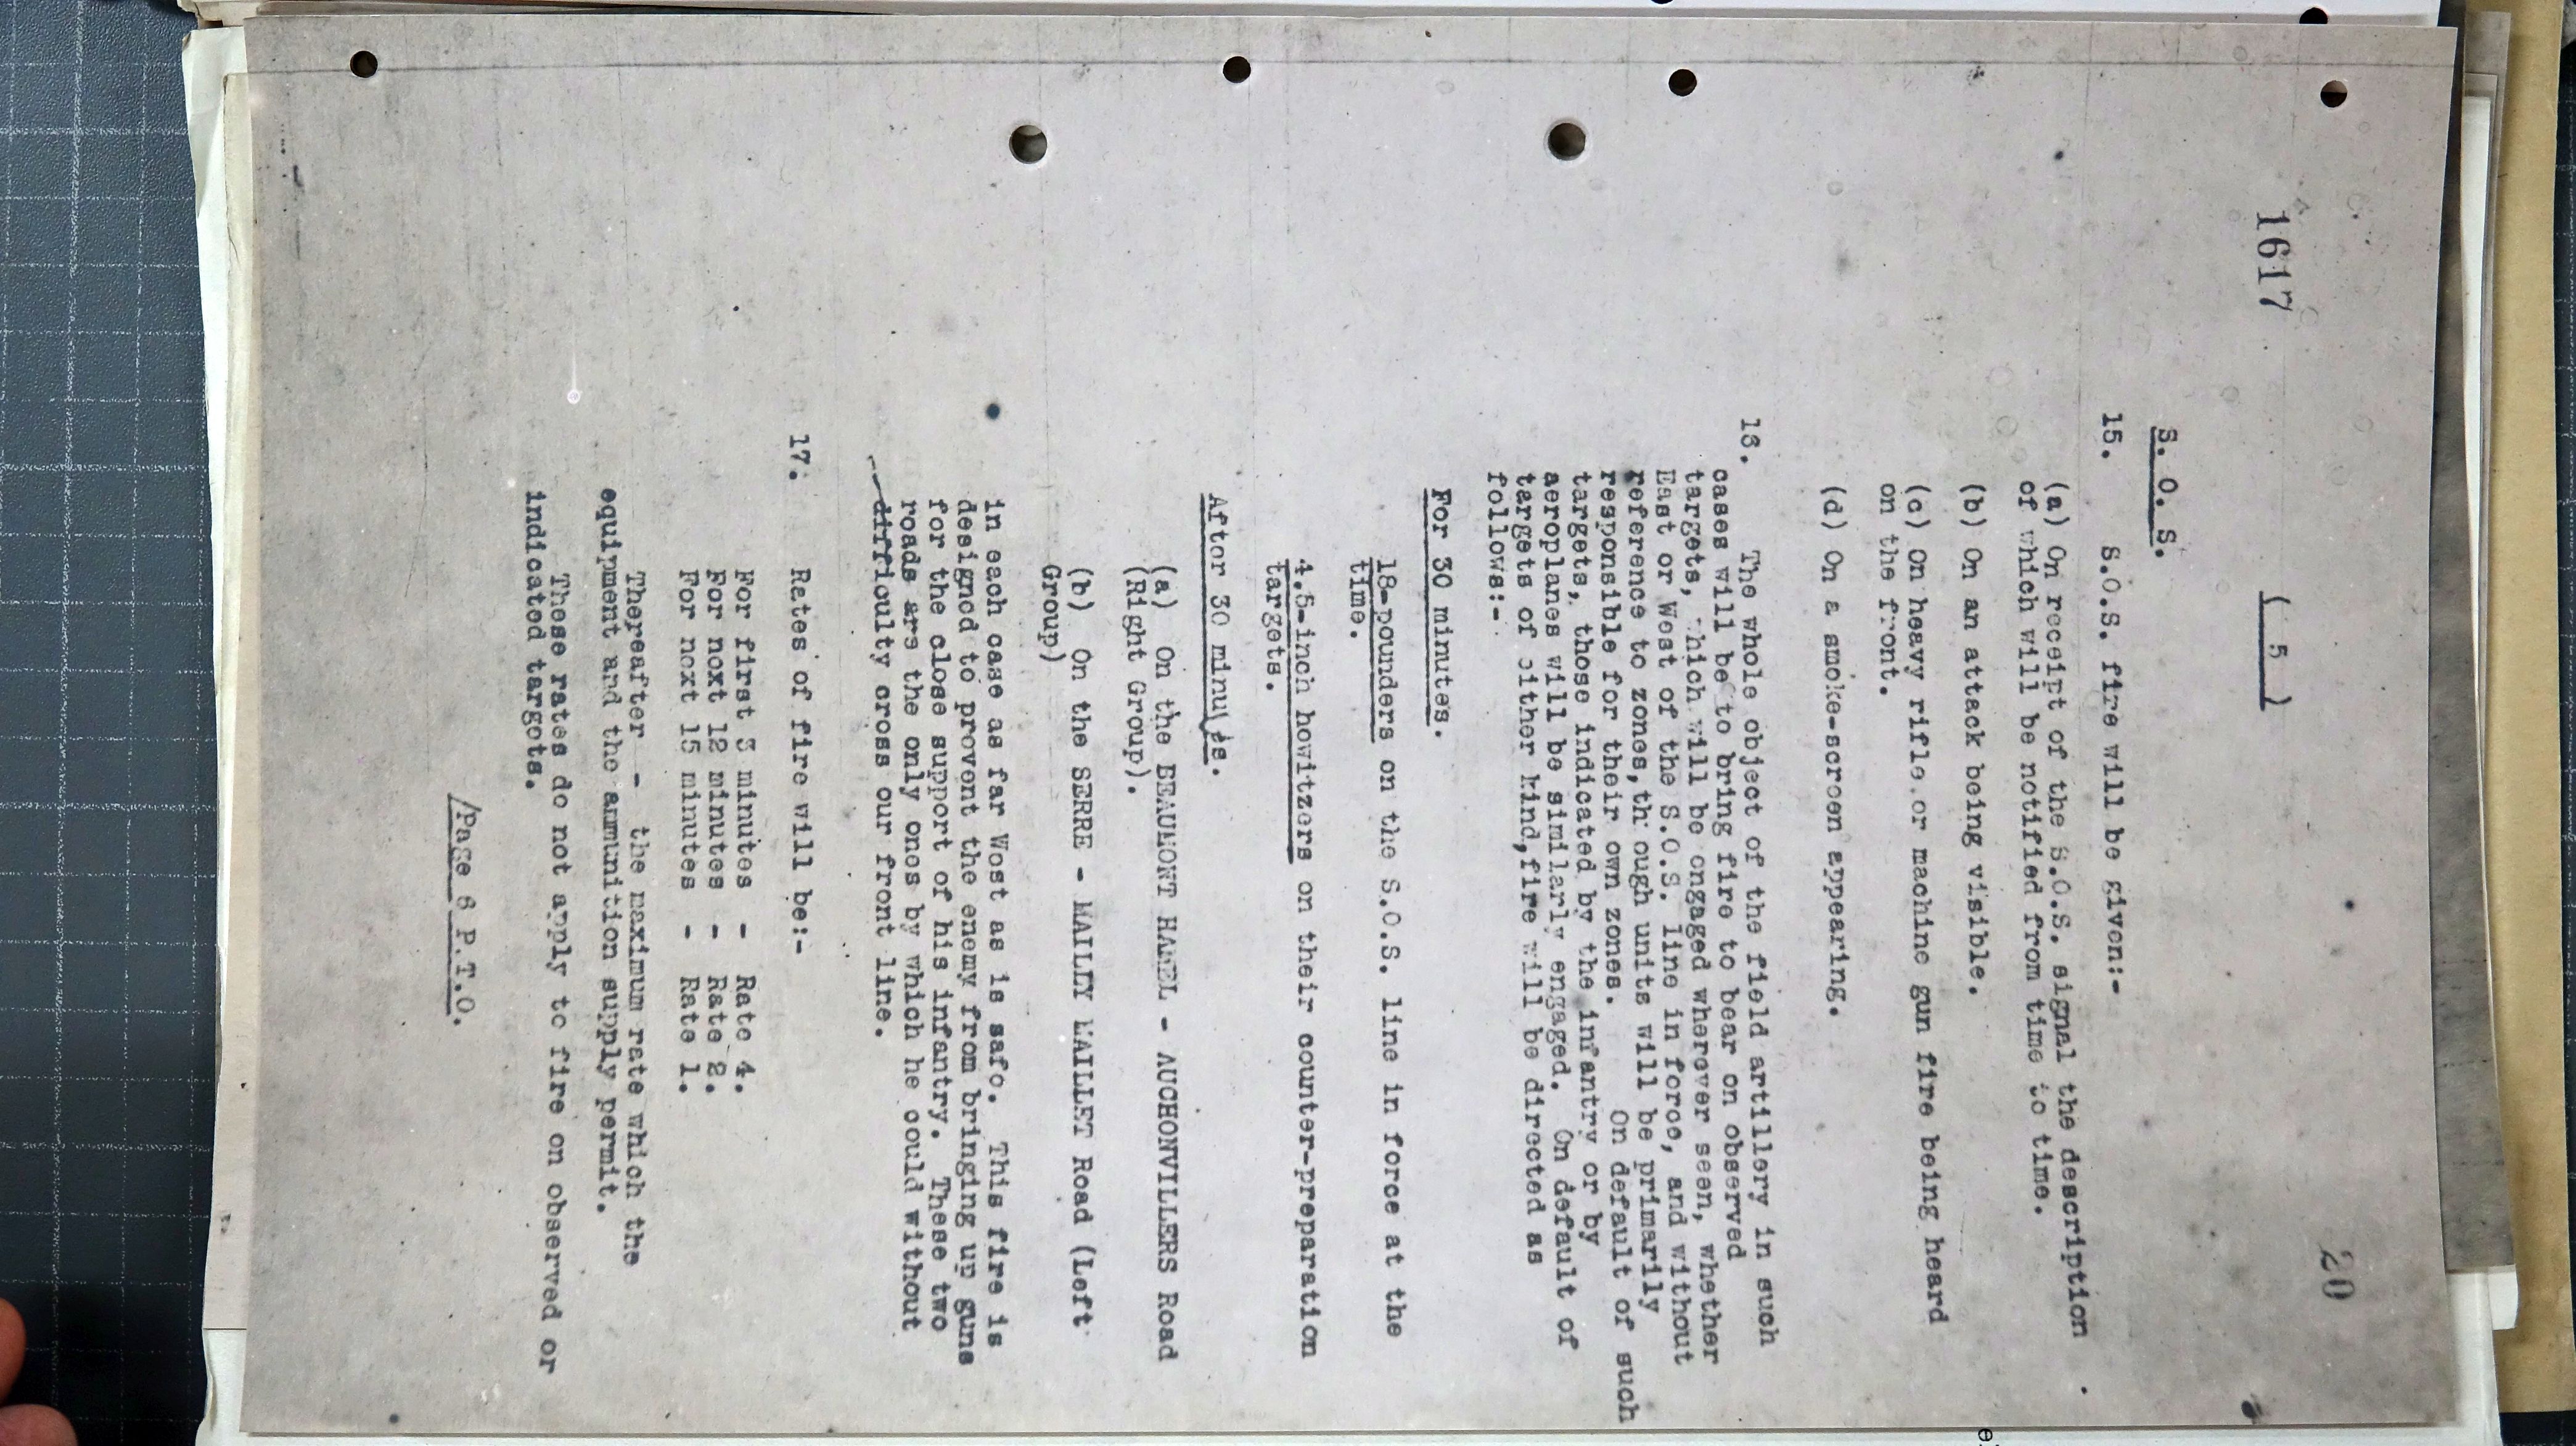 1617
20
( 5 )
S. O. S.
15. S.O.S. fire will be given:-
(a) On receipt of the S.O.S. signal the description
of which will be notified from time to time.
(b) On an attack being visible.
(c) On heavy rifle or machine gun fire being heard
on the front.
(d) On a smoke-screen appearing.
16. The whole object of the field artillery in such
cases will be to bring fire to bear on observed
targets, which will be engaged wherever seen, whether
East or West of the S.O.S. line in force, and without
reference to zones, though units will be primarily
responsible for their own zones. On default of such
targets, those indicated by the infantry or by
aeroplanes will be similarly engaged. On default of
targets of either kind, fire will be directed as
follows:-
For 30 minutes.
18-pounders on the S.O.S. line in force at the
time.
4.5-inch howitzers on their counter-preparation
targets.
After 30 minutes.
(a) On the BEAUMONT HAMEL - AUCHONVILLERS Road
(Right Group).
(b) On the SERRE - MAILLY MAILLET Road (Left
Group)
in each case as far West as is safe. This fire is
designed to prevent the enemy from bringing up guns
for the close support of his infantry. These two
roads are the only ones by which he could without
difficulty cross our front line.
17. Rates of fire will be:-
For first 3 minutes - Rate 4.
For next 12 minutes - Rate 2.
For next 15 minutes - Rate 1.
Thereafter - the maximum rate which the
equipment and the ammunition supply permit.
These rates do not apply to fire on observed or
indicated targets.
/Page 6 P.T.O.